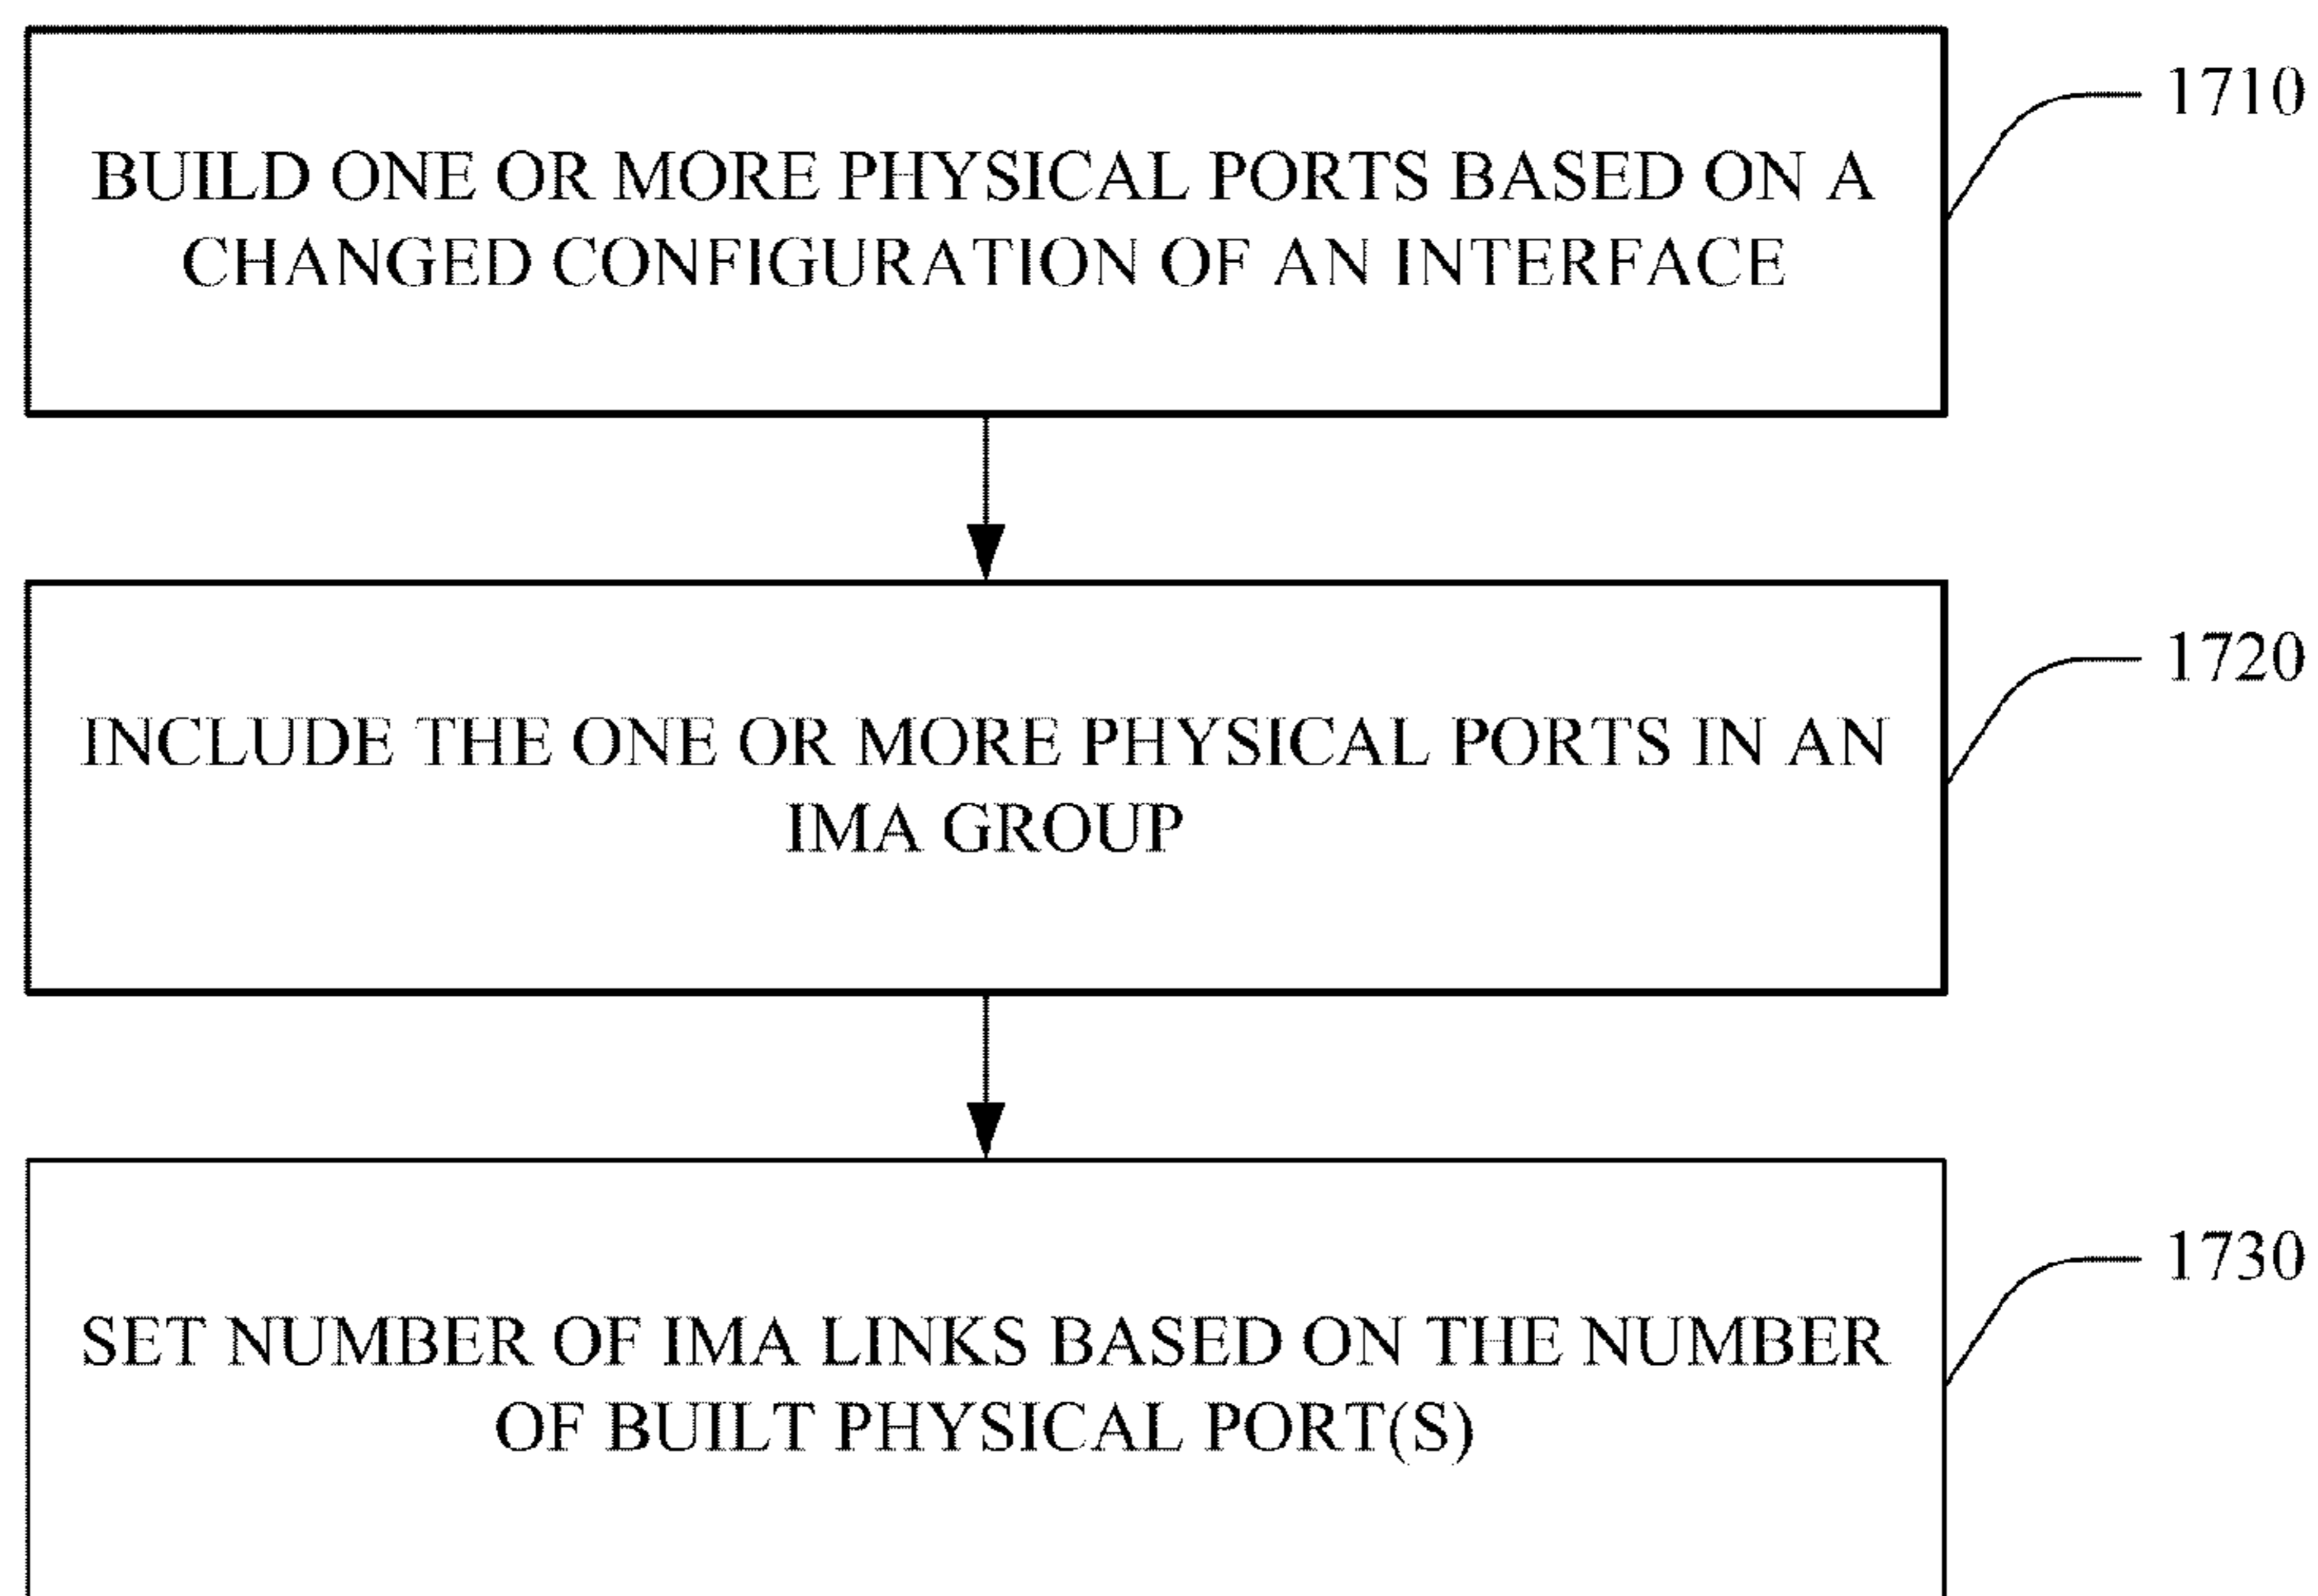 1710
BUILD ONE OR MORE PHYSICAL PORTS BASED ON A
CHANGED CONFIGURATION OF AN INTERFACE
1720
INCLUDE THE ONE OR MORE PHYSICAL PORTS IN AN
IMA GROUP
1730
SET NUMBER OF IMA LINKS BASED ON THE NUMBER
OF BUILT PHYSICAL PORT(S)